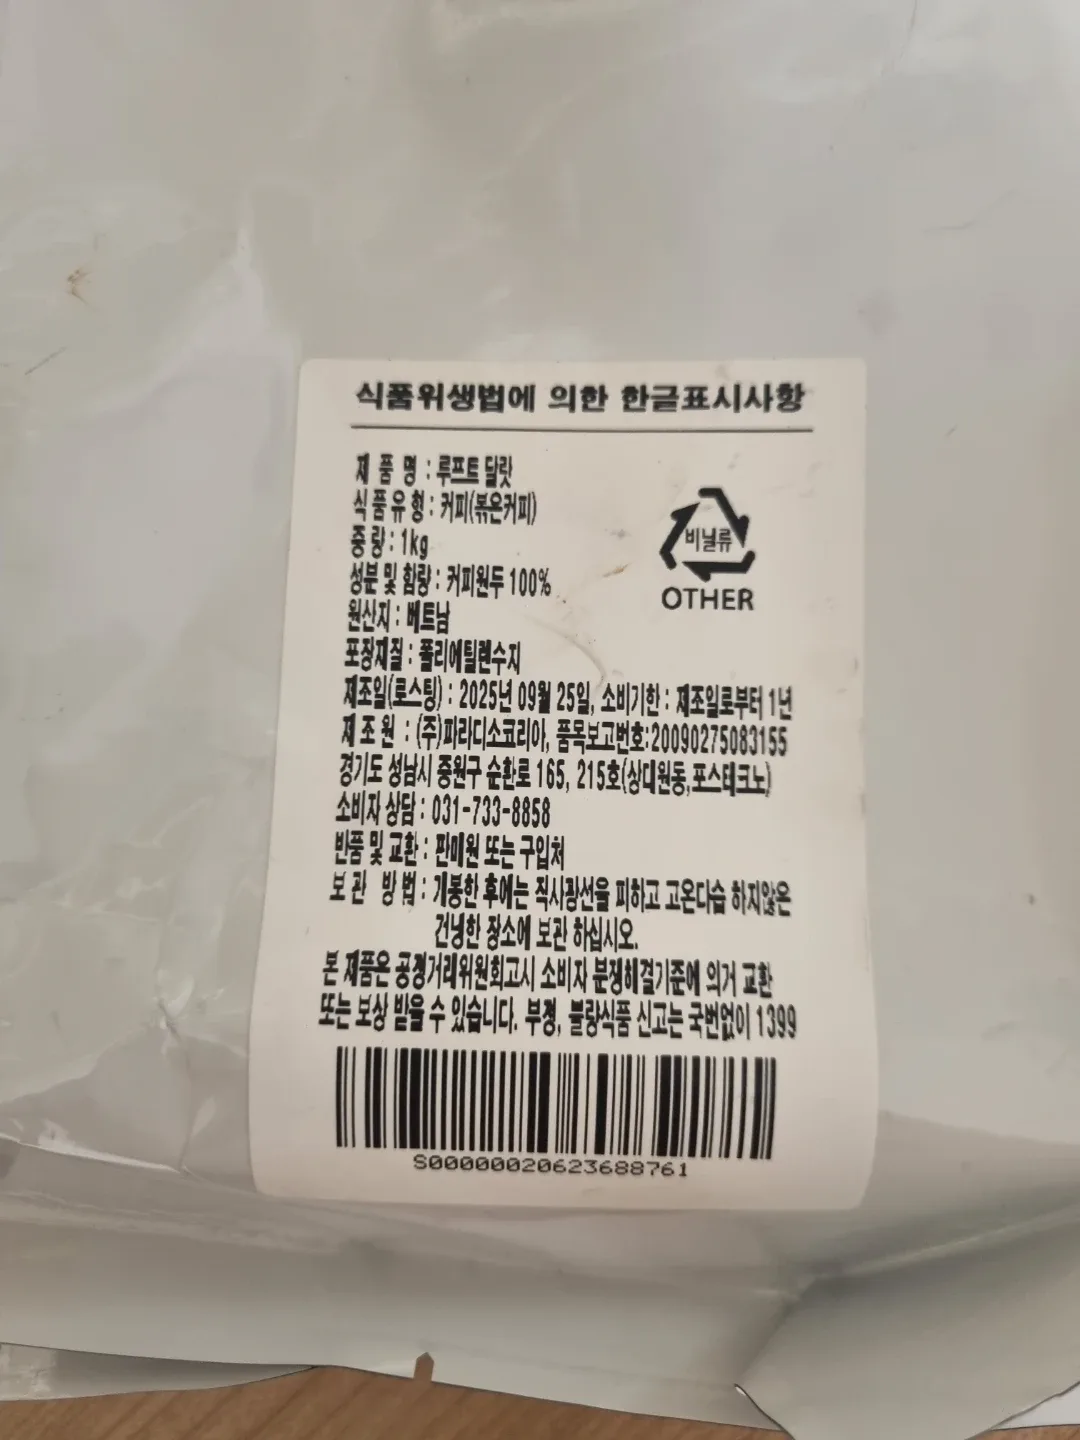 식품위생법에 의한 한글표시사항
제 품 명 : 루프트 달랏
식 품 유 형 : 커피(볶은커피)
중 량 : 1kg
성분 및 함량 : 커피원두 100%
원산지 : 베트남
포장재질 : 폴리에틸렌수지
제조일(로스팅) : 2025년 09월 25일, 소비기한 : 제조일로부터 1년
제 조 원 : (주)파라디소코리아, 품목보고번호:20090275083155
경기도 성남시 중원구 순환로 165, 215호(상대원동,포스테크노)
소비자 상담 : 031-733-8858
반품 및 교환 : 판매원 또는 구입처
보 관 방 법 : 개봉한 후에는 직사광선을 피하고 고온다습 하지않은
건냉한 장소에 보관 하십시오.
본 제품은 공정거래위원회고시 소비자 분쟁해결기준에 의거 교환
또는 보상 받을 수 있습니다. 부정, 불량식품 신고는 국번없이 1399
비닐류
OTHER
S00000020623688761